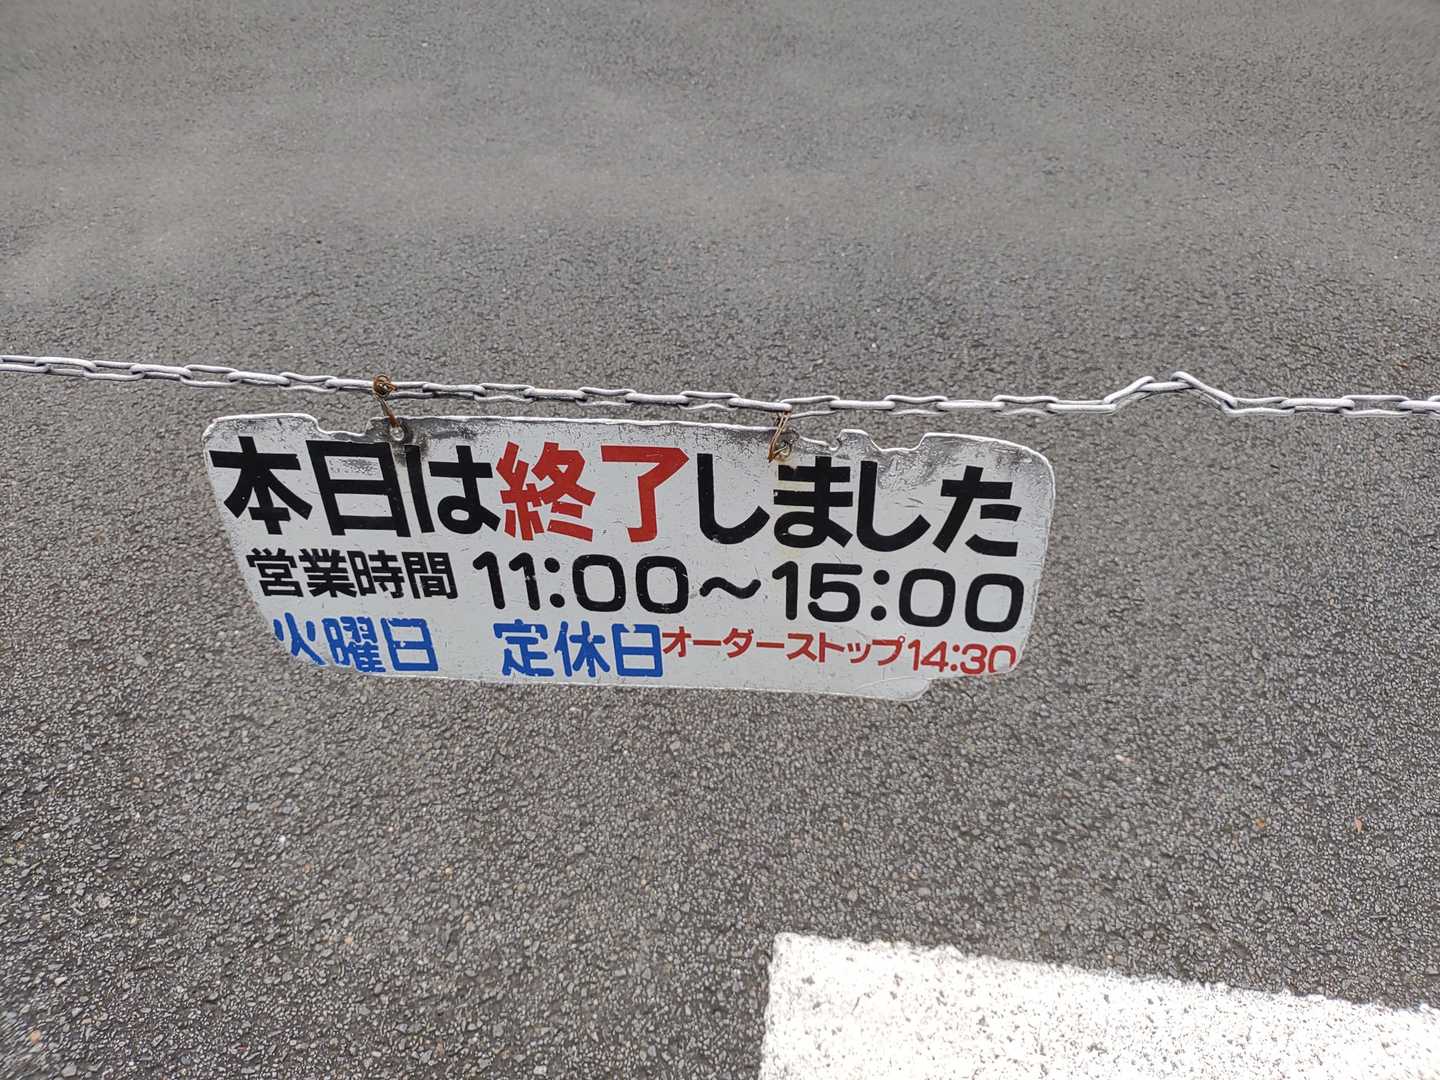 本日は終了しました
営業時間 11:00〜15:00
火曜日 定休日 オーダーストップ14:30